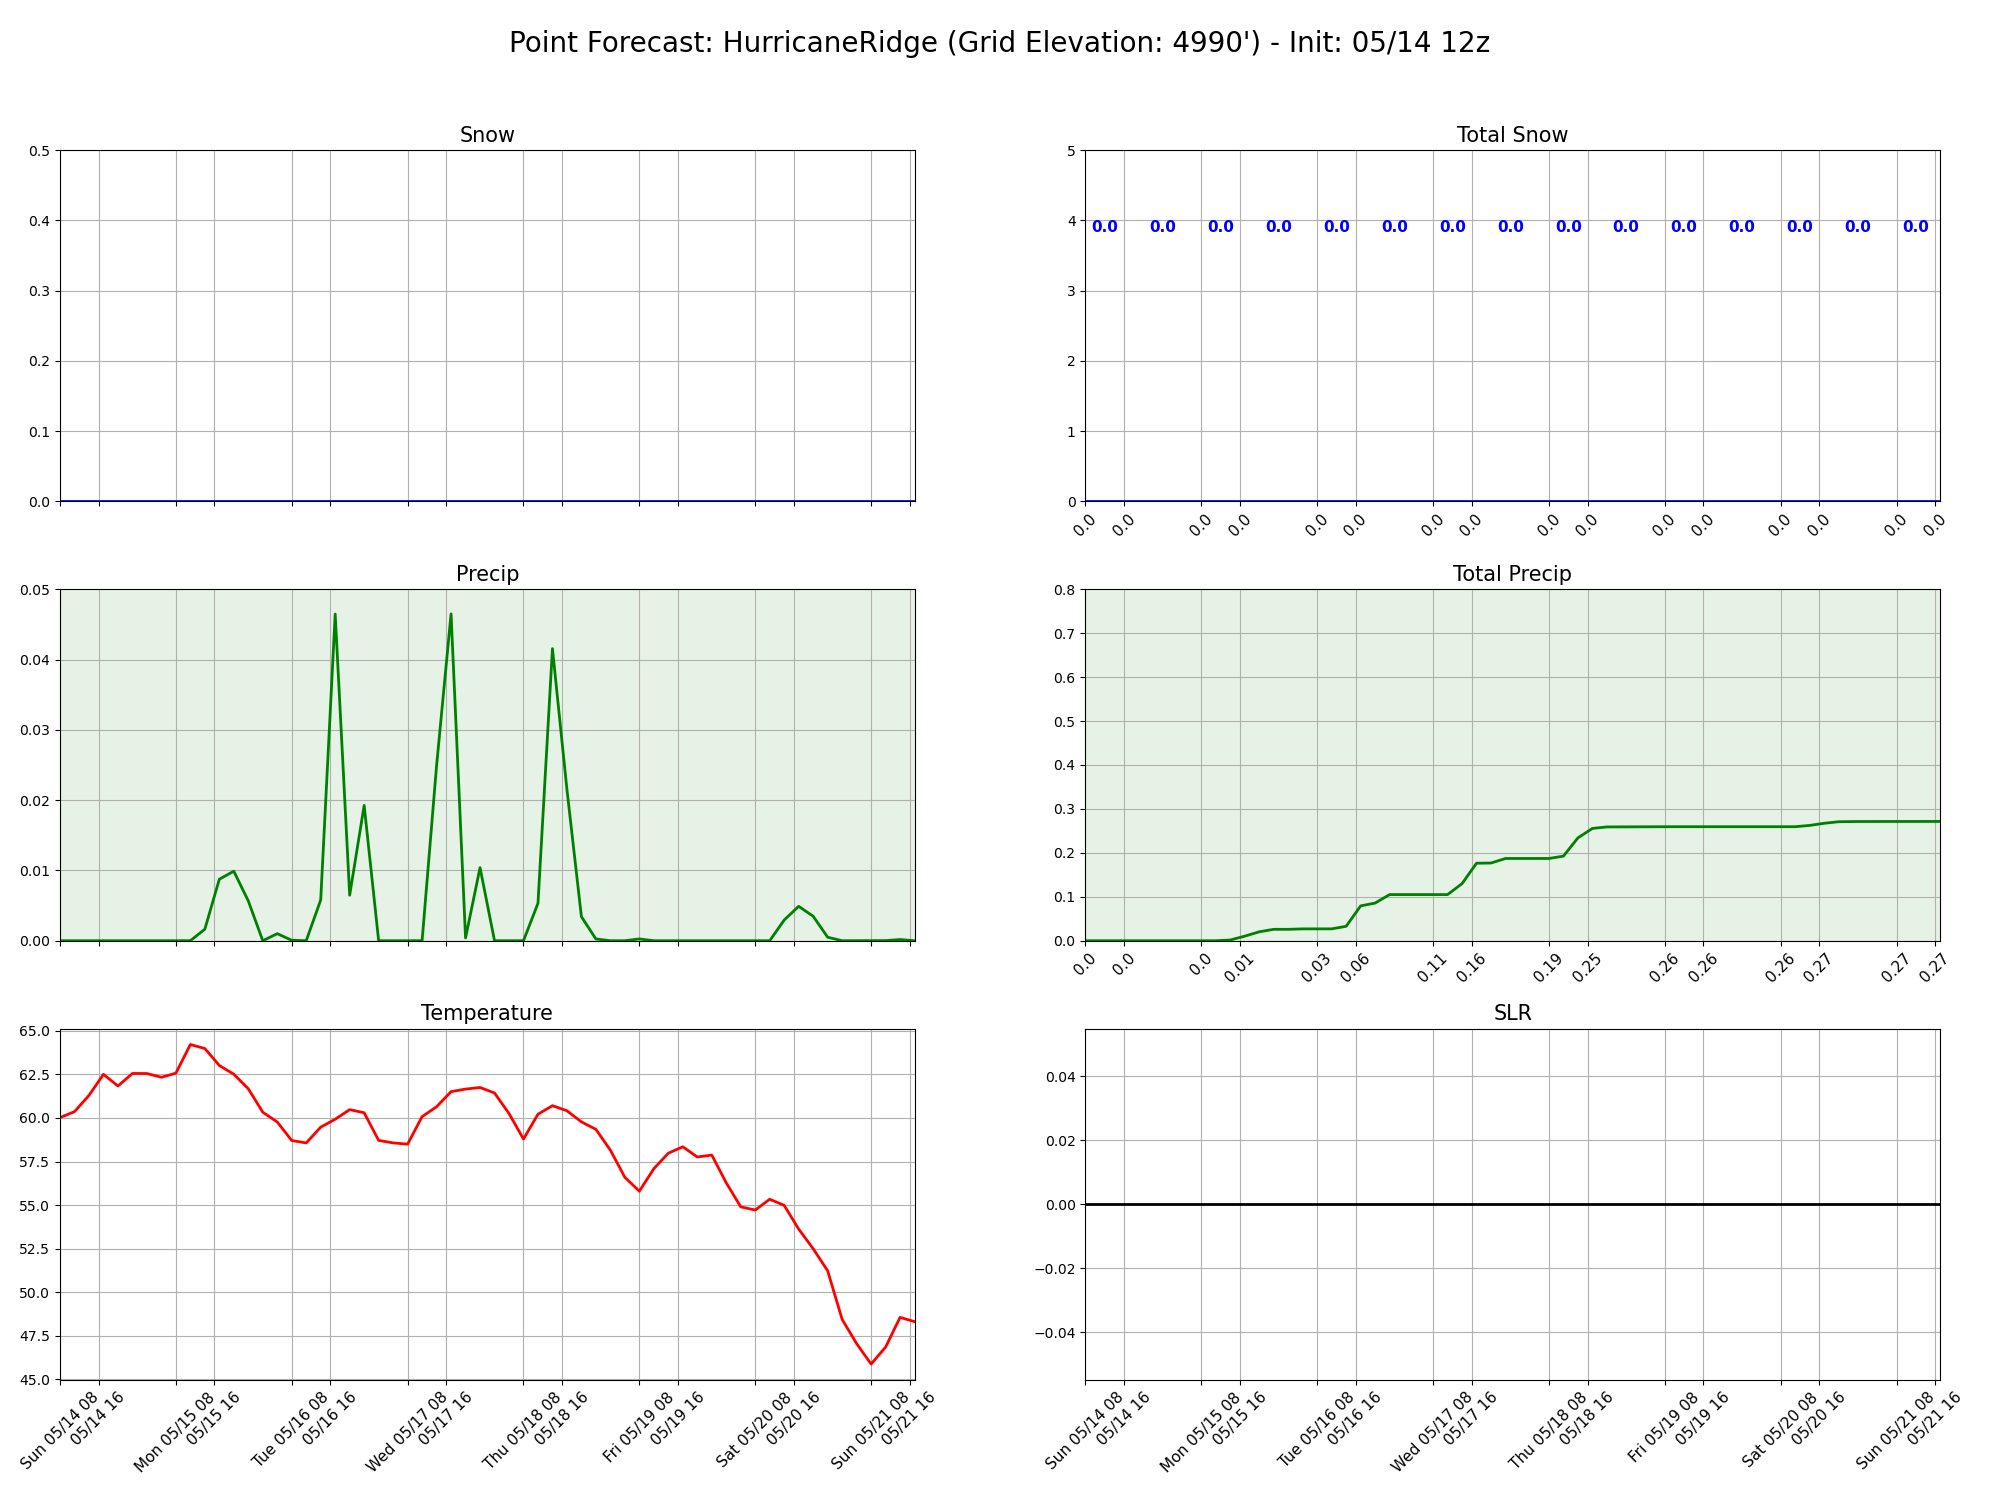 Point Forecast: HurricaneRidge (Grid Elevation: 4990') - Init: 05/14 12z
Snow
0.5
0.4
0.3
0.2
0.1
0.0
Total Snow
5
4
3
2
1
0
0.0 0.0 0.0 0.0 0.0 0.0 0.0 0.0 0.0 0.0 0.0 0.0 0.0 0.0 0.0
0.0 0.0 0.0 0.0 0.0 0.0 0.0 0.0 0.0 0.0 0.0 0.0 0.0 0.0 0.0 0.0
Precip
0.05
0.04
0.03
0.02
0.01
0.00
Total Precip
0.8
0.7
0.6
0.5
0.4
0.3
0.2
0.1
0.0
0.0 0.0 0.0 0.01 0.03 0.06 0.11 0.16 0.19 0.25 0.26 0.26 0.26 0.27 0.27 0.27
Temperature
65.0
62.5
60.0
57.5
55.0
52.5
50.0
47.5
45.0
Sun 05/14 08
05/14 16
Mon 05/15 08
05/15 16
Tue 05/16 08
05/16 16
Wed 05/17 08
05/17 16
Thu 05/18 08
05/18 16
Fri 05/19 08
05/19 16
Sat 05/20 08
05/20 16
Sun 05/21 08
05/21 16
SLR
0.04
0.02
0.00
−0.02
−0.04
Sun 05/14 08
05/14 16
Mon 05/15 08
05/15 16
Tue 05/16 08
05/16 16
Wed 05/17 08
05/17 16
Thu 05/18 08
05/18 16
Fri 05/19 08
05/19 16
Sat 05/20 08
05/20 16
Sun 05/21 08
05/21 16